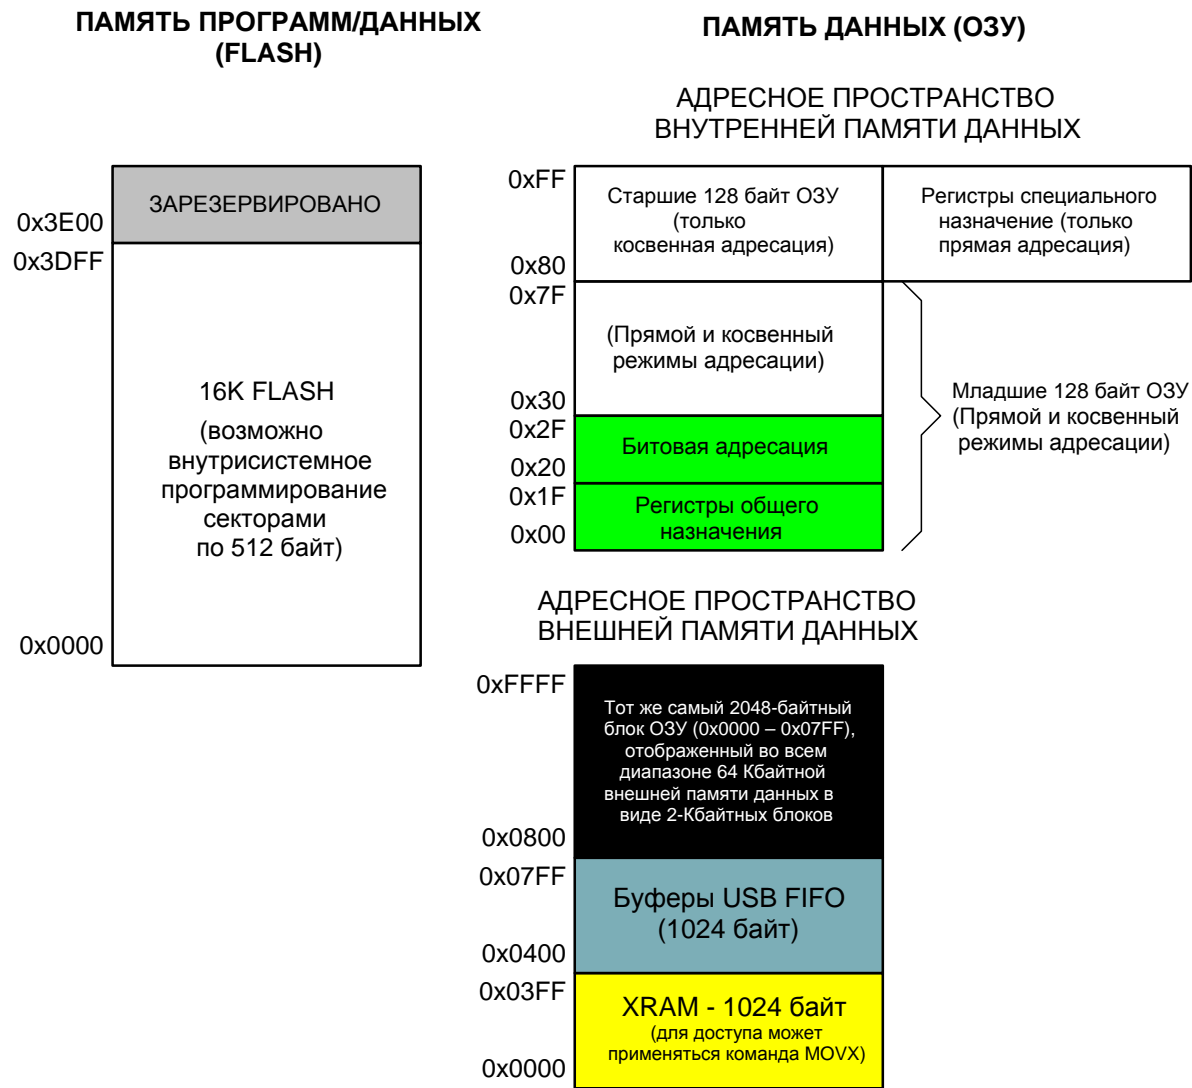 ПАМЯТЬ ПРОГРАММ/ДАННЫХ
(FLASH)
ПАМЯТЬ ДАННЫХ (ОЗУ)
АДРЕСНОЕ ПРОСТРАНСТВО
ВНУТРЕННЕЙ ПАМЯТИ ДАННЫХ
ЗАРЕЗЕРВИРОВАНО
0x3E00
0x3DFF
16K FLASH
(возможно
внутрисистемное
программирование
секторами
по 512 байт)
0x0000
0xFF
Старшие 128 байт ОЗУ
(только
косвенная адресация)
0x80
Регистры специального
назначение (только
прямая адресация)
0x7F
(Прямой и косвенный
режимы адресации)
0x30
0x2F
Битовая адресация
0x20
0x1F
Регистры общего
назначения
0x00
Младшие 128 байт ОЗУ
(Прямой и косвенный
режимы адресации)
АДРЕСНОЕ ПРОСТРАНСТВО
ВНЕШНЕЙ ПАМЯТИ ДАННЫХ
0xFFFF
Тот же самый 2048-байтный
блок ОЗУ (0x0000 – 0x07FF),
отображенный во всем
диапазоне 64 Кбайтной
внешней памяти данных в
виде 2-Кбайтных блоков
0x0800
0x07FF
Буферы USB FIFO
(1024 байт)
0x0400
0x03FF
XRAM - 1024 байт
(для доступа может
применяться команда MOVX)
0x0000